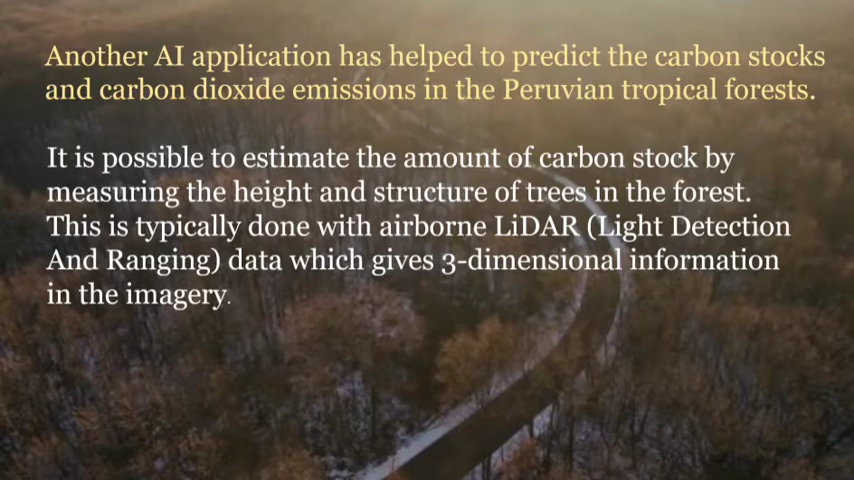 Another AI application has helped to predict the carbon stocks
and carbon dioxide emissions in the Peruvian tropical forests.
It is possible to estimate the amount of carbon stock by
measuring the height and structure of trees in the forest.
This is typically done with airborne LiDAR (Light Detection
And Ranging) data which gives 3-dimensional information
in the imagery.